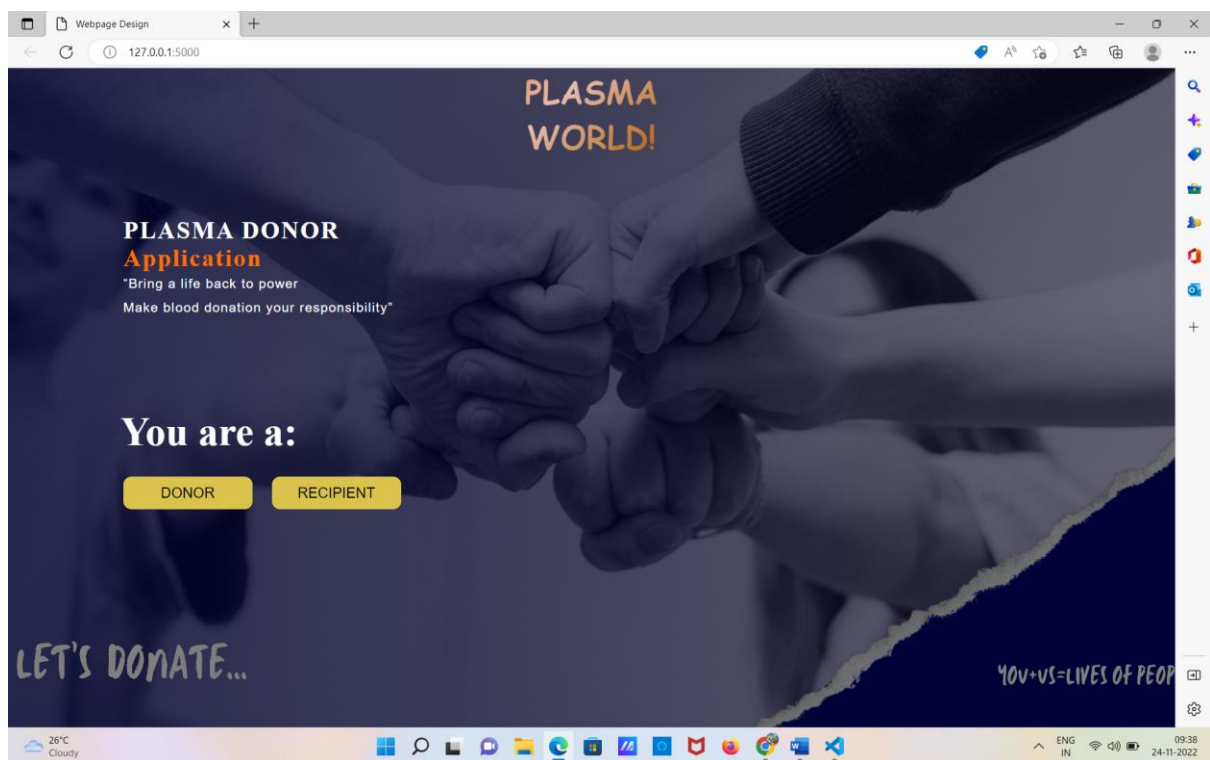 Webpage Design
127.0.0.1:5000
PLASMA
WORLD!
PLASMA DONOR
Application
"Bring a life back to power
Make blood donation your responsibility"
You are a:
DONOR RECIPIENT
LET'S DONATE...
YOU+US=LIVES OF PEOP
26°C
Cloudy
ENG
IN
09:38
24-11-2022